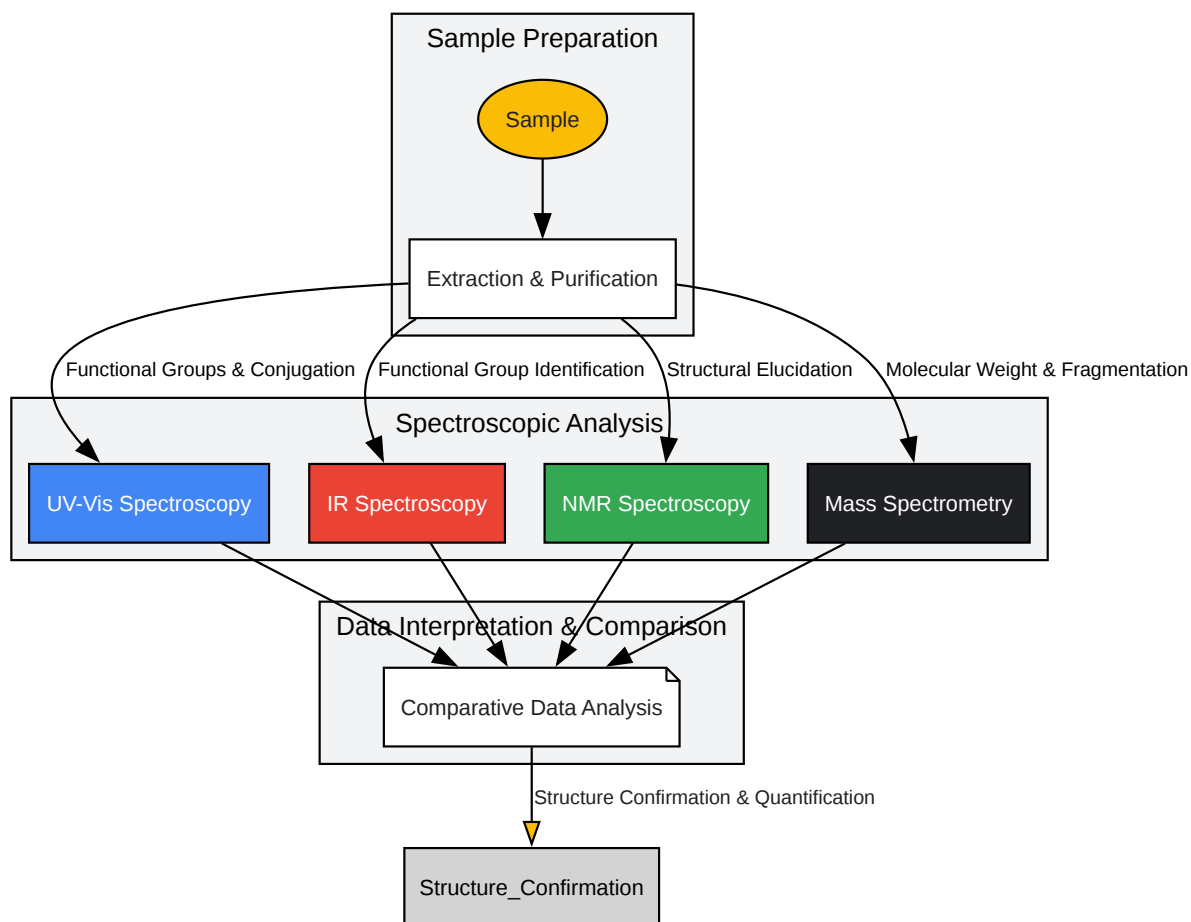 Sample Preparation
Sample
Extraction & Purification
Functional Groups & Conjugation
Functional Group Identification
Structural Elucidation
Molecular Weight & Fragmentation
Spectroscopic Analysis
UV-Vis Spectroscopy
IR Spectroscopy
NMR Spectroscopy
Mass Spectrometry
Data Interpretation & Comparison
Comparative Data Analysis
Structure Confirmation & Quantification
Structure_Confirmation